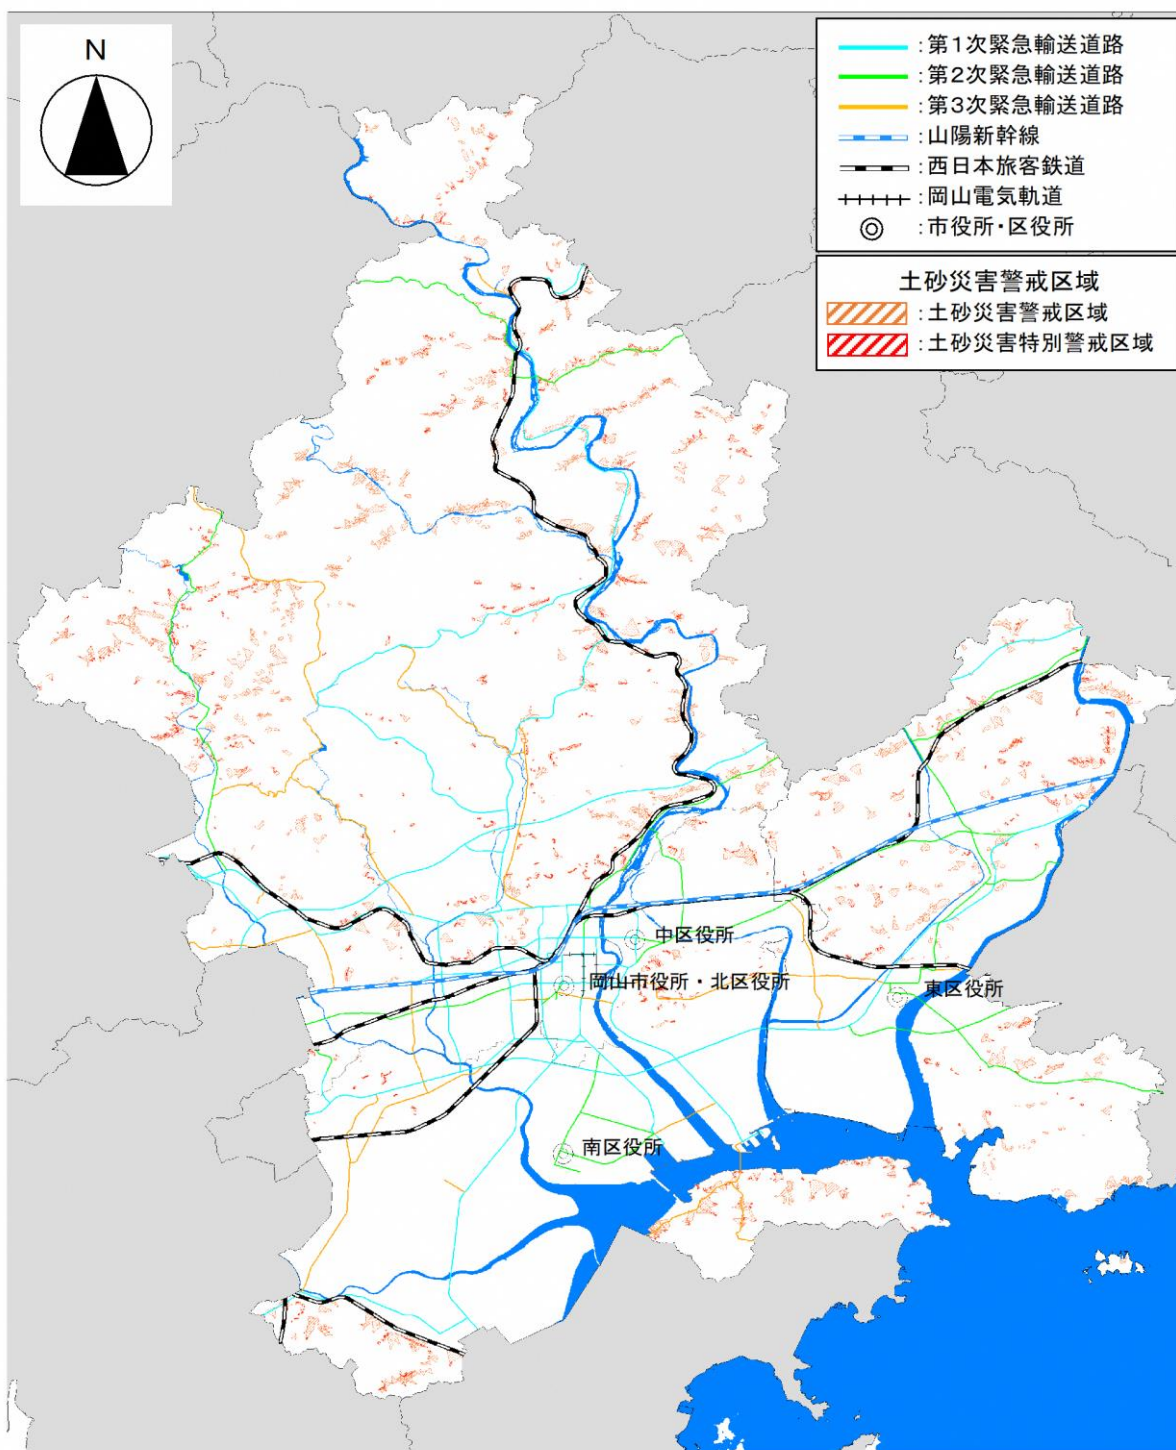 N
:第1次緊急輸送道路
:第2次緊急輸送道路
:第3次緊急輸送道路
:山陽新幹線
:西日本旅客鉄道
:岡山電気軌道
:市役所・区役所
土砂災害警戒区域
:土砂災害警戒区域
:土砂災害特別警戒区域
中区役所
岡山市役所・北区役所
東区役所
南区役所